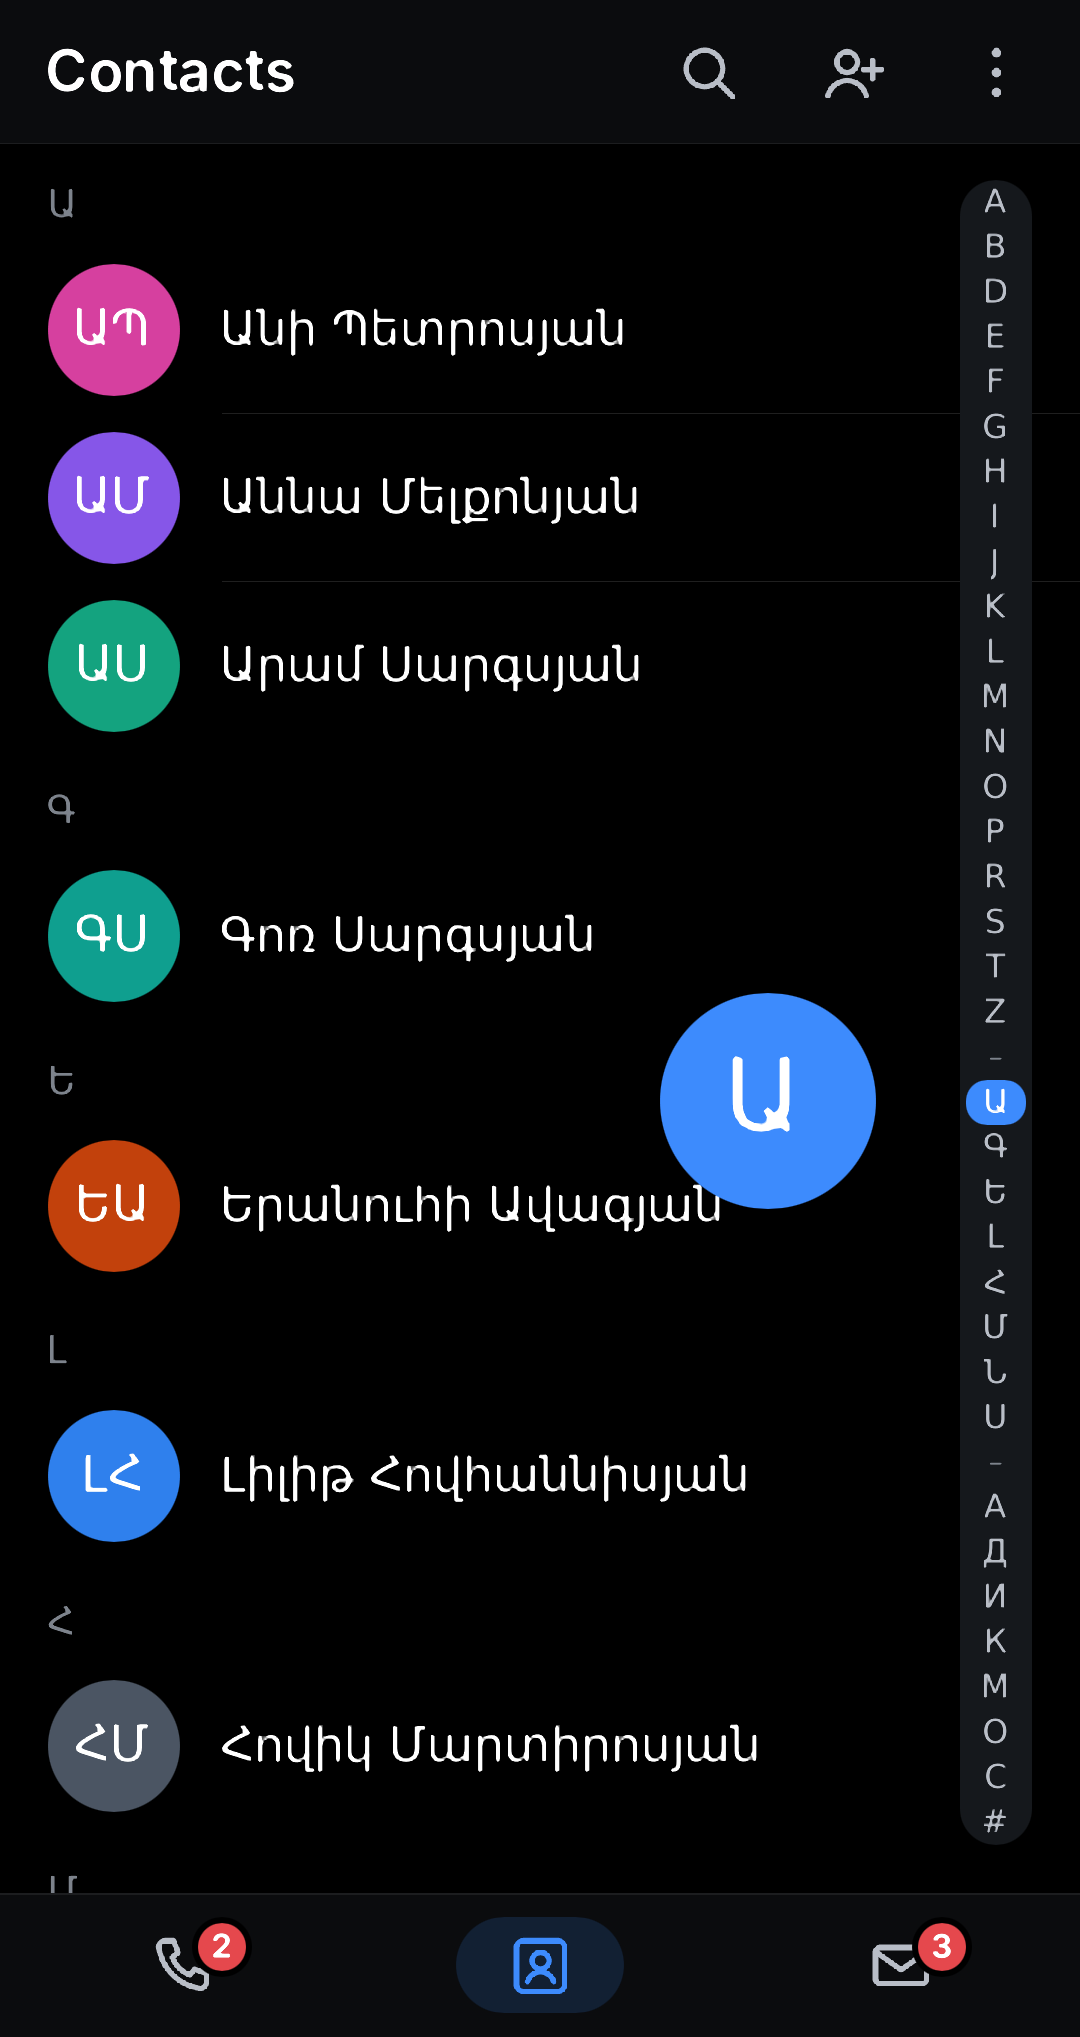 Contacts
Ա
ԱՊ
Անի Պետրոսյան
ԱՄ
Աննա Մելքոնյան
ԱՍ
Արամ Սարգսյան
Գ
ԳՍ
Գոռ Սարգսյան
Ե
ԵԱ
Երանուհի Ավագյան
Լ
ԼՀ
Լիլիթ Հովհաննիսյան
Հ
ՀՄ
Հովիկ Մարտիրոսյան
Մ
Ա
A
B
D
E
F
G
H
I
J
K
L
M
N
O
P
R
S
T
Z
–
Ա
Գ
Ե
Լ
Հ
Մ
Ն
Ս
–
А
Д
И
К
М
О
С
#
2
3